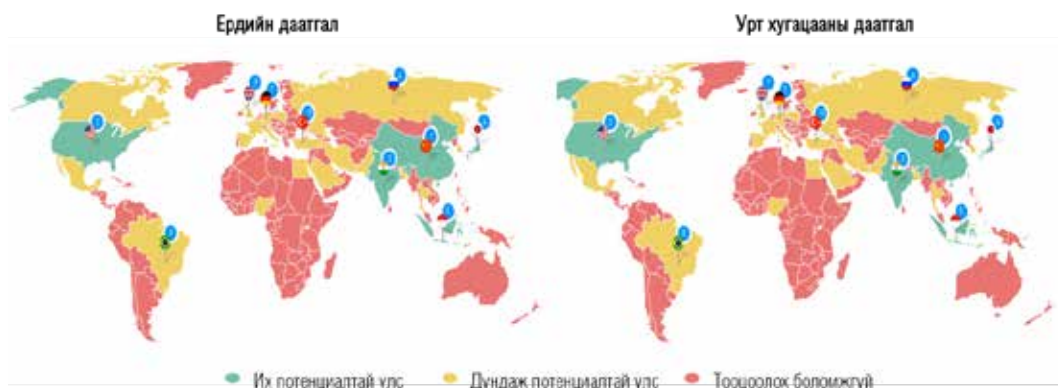 Ердийн даатгал
Урт хугацааны даатгал
Их потенциалтай улс
Дундаж потенциалтай улс
Тооцоолох боломжгүй